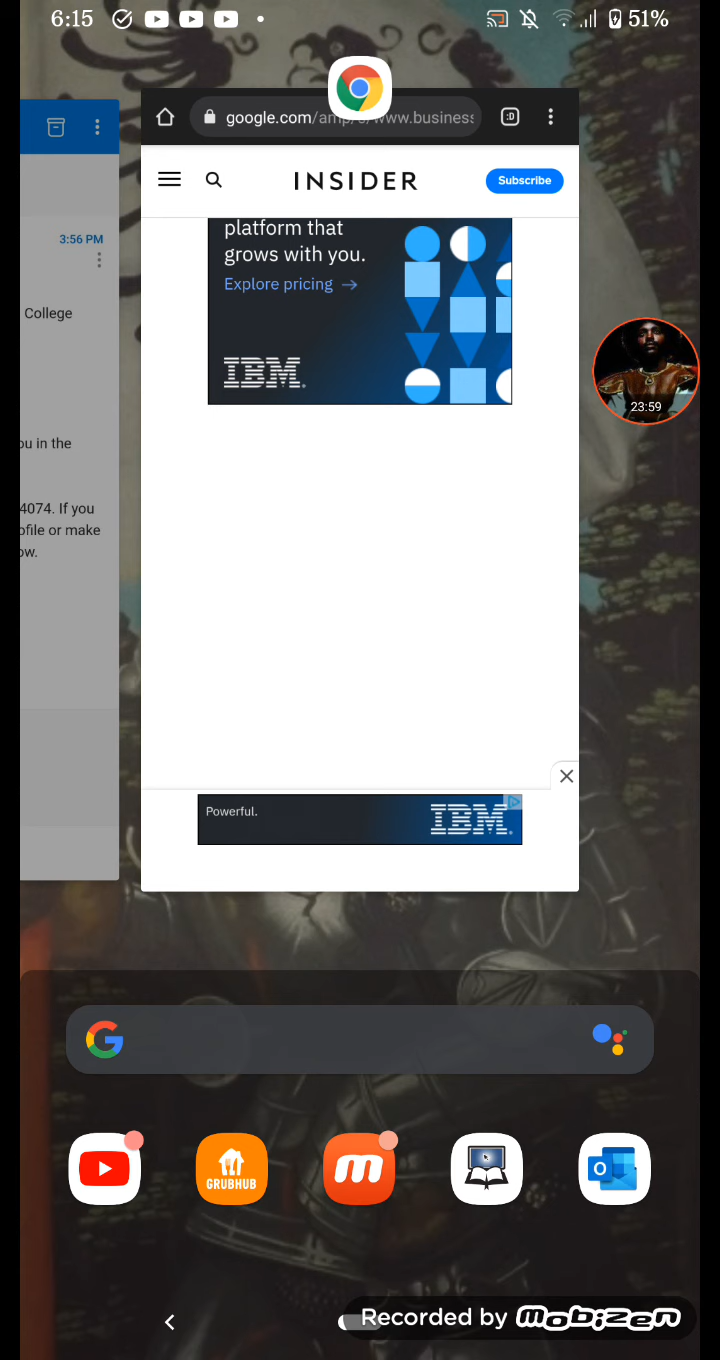 6:15
51%
google.com/amp/s/www.business
:D
INSIDER
Subscribe
platform that
grows with you.
Explore pricing →
IBM
3:56 PM
College
ou in the
4074. If you
ofile or make
ow.
23:59
Powerful.
IBM
GRUBHUB
Recorded by mobizen